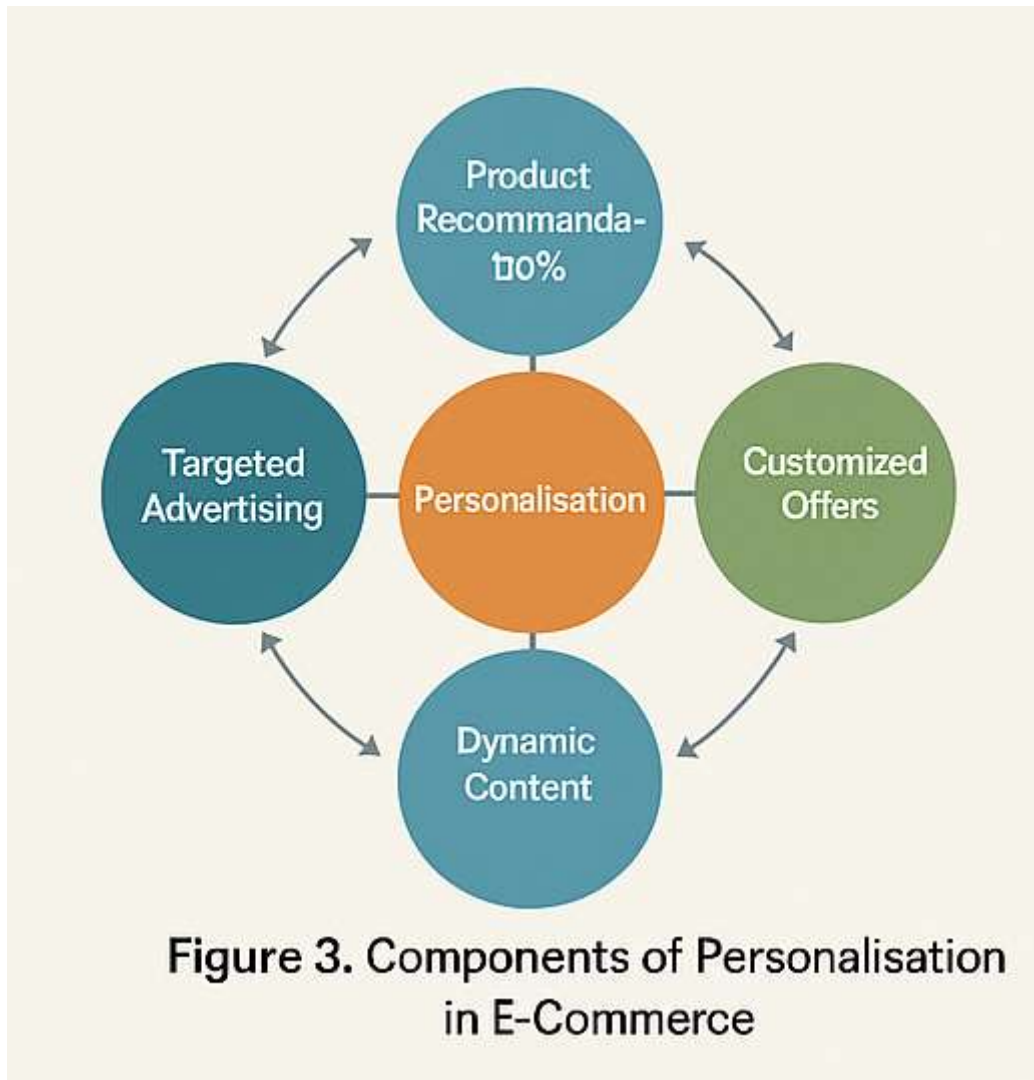 Product
Recommanda-
Targeted
Advertising
Personalisation
Customized
Offers
Dynamic
Content
Figure 3. Components of Personalisation
in E-Commerce